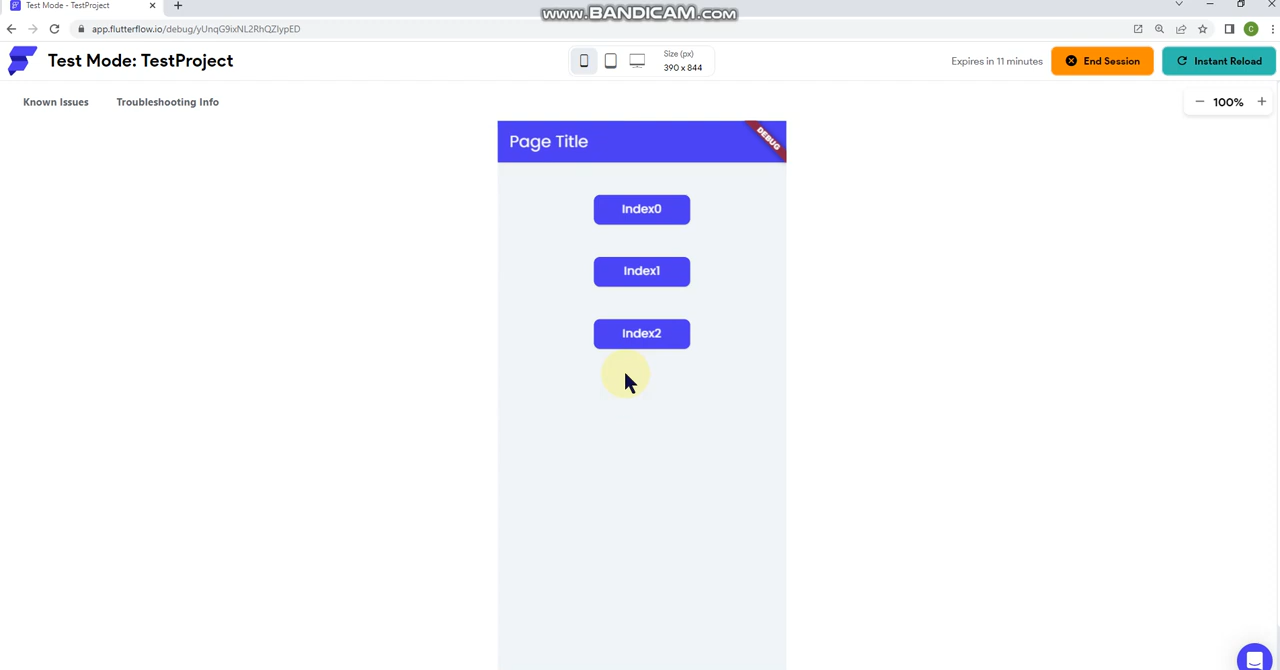 Test Mode - TestProject
www.BANDICAM.com
app.flutterflow.io/debug/yUnqG9ixNL2RhQZIypED
C
Test Mode: TestProject
Size (px)
390 x 844
Expires in 11 minutes
End Session
Instant Reload
Known Issues
Troubleshooting Info
100%
Page Title
DEBUG
Index0
Index1
Index2